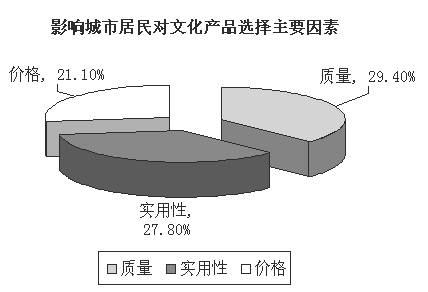 影响城市居民对文化产品选择主要因素
价格, 21.10%
质量, 29.40%
实用性,
27.80%
质量 实用性 价格